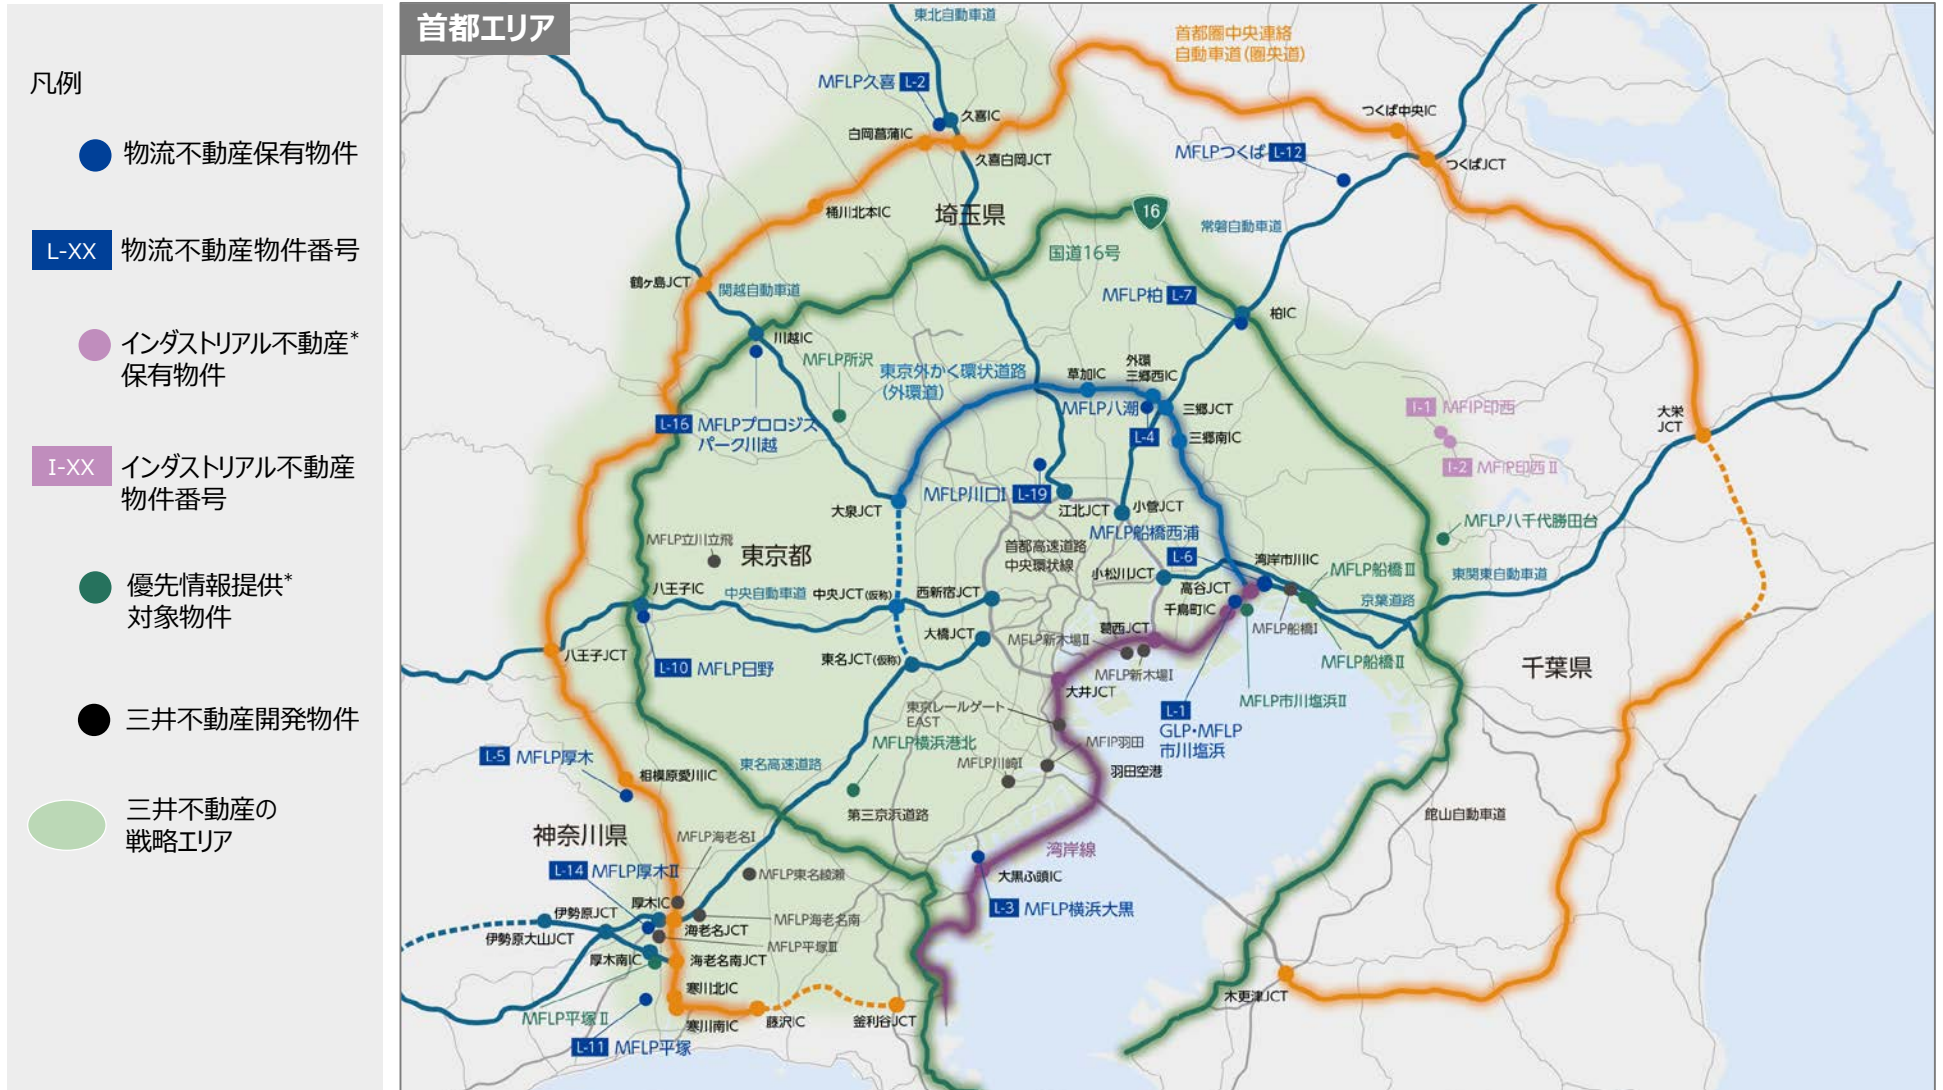 凡例
物流不動産保有物件
L-XX 物流不動産物件番号
インダストリアル不動産*
保有物件
I-XX インダストリアル不動産
物件番号
優先情報提供*
対象物件
三井不動産開発物件
三井不動産の
戦略エリア
首都エリア
東北自動車道
首都圏中央連絡
自動車道(圏央道)
MFLP久喜 L-2
久喜IC
白岡菖蒲IC
久喜白岡JCT
つくば中央IC
MFLPつくば L-12
つくばJCT
桶川北本IC
埼玉県
16
国道16号
常磐自動車道
鶴ヶ島JCT
関越自動車道
MFLP柏 L-7
柏IC
川越IC
MFLP所沢
東京外かく環状道路
(外環道)
草加IC
外環
三郷西IC
MFLP八潮
L-4
三郷JCT
三郷南IC
I-1 MFIP印西
I-2 MFIP印西Ⅱ
大栄
JCT
L-16 MFLPプロロジス
パーク川越
MFLP川口Ⅰ L-19
大泉JCT
江北JCT
小菅JCT
MFLP船橋西浦
L-6
MFLP八千代勝田台
MFLP立川立飛
東京都
首都高速道路
中央環状線
小松川JCT
湾岸市川IC
高谷JCT
MFLP船橋Ⅲ
東関東自動車道
京葉道路
八王子IC
中央自動車道
中央JCT(仮称)
西新宿JCT
千鳥町IC
MFLP船橋Ⅰ
MFLP船橋Ⅱ
大橋JCT
葛西JCT
MFLP新木場Ⅱ
MFLP新木場Ⅰ
八王子JCT
L-10 MFLP日野
東名JCT(仮称)
大井JCT
千葉県
MFLP市川塩浜Ⅱ
L-1
GLP・MFLP
市川塩浜
東京レールゲート
EAST
MFLP横浜港北
MFIP羽田
MFLP川崎Ⅰ
羽田空港
L-5 MFLP厚木
相模原愛川IC
東名高速道路
第三京浜道路
館山自動車道
神奈川県
MFLP海老名Ⅰ
湾岸線
L-14 MFLP厚木Ⅱ
MFLP東名綾瀬
大黒ふ頭IC
L-3 MFLP横浜大黒
厚木IC
伊勢原JCT
海老名JCT
MFLP海老名南
伊勢原大山JCT
MFLP平塚Ⅲ
厚木南IC
海老名南JCT
寒川北IC
木更津JCT
MFLP平塚Ⅱ
寒川南IC
藤沢IC
釜利谷JCT
L-11 MFLP平塚